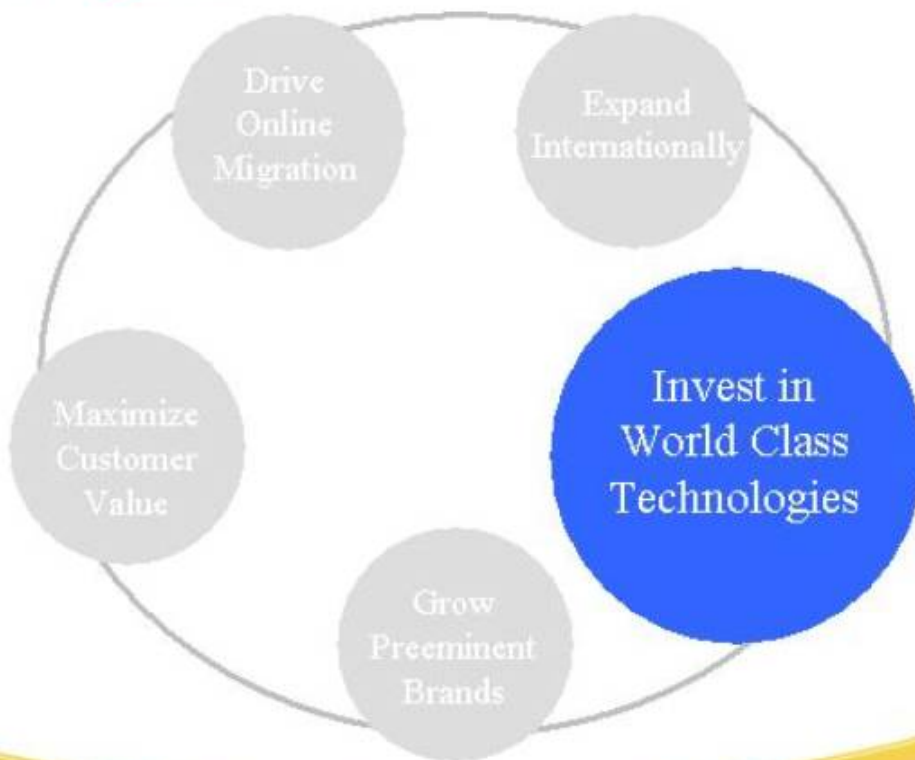 Drive
Online
Migration
Expand
Internationally
Invest in
World Class
Technologies
Grow
Preeminent
Brands
Maximize
Customer
Value